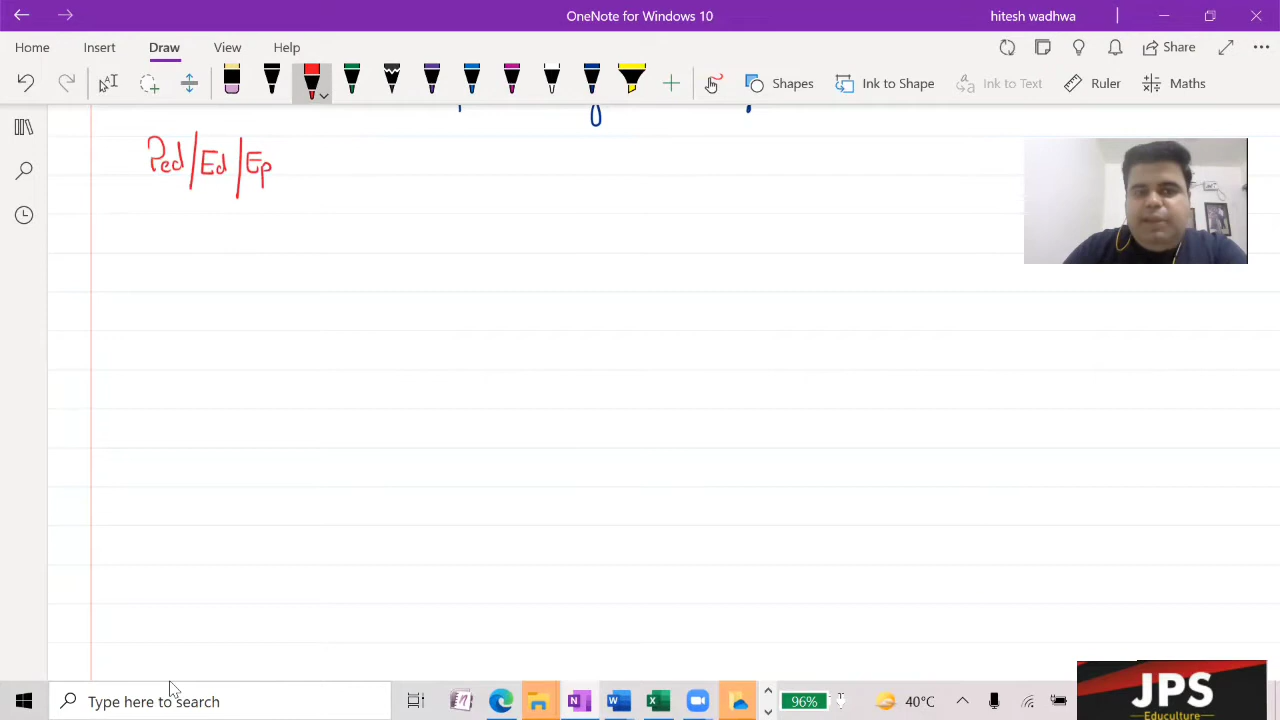 OneNote for Windows 10
hitesh wadhwa
Home Insert Draw View Help
Share
Shapes Ink to Shape Ink to Text Ruler Maths
Ped/Ed/Ep
Type here to search
96%
40°C
JPS
Educulture